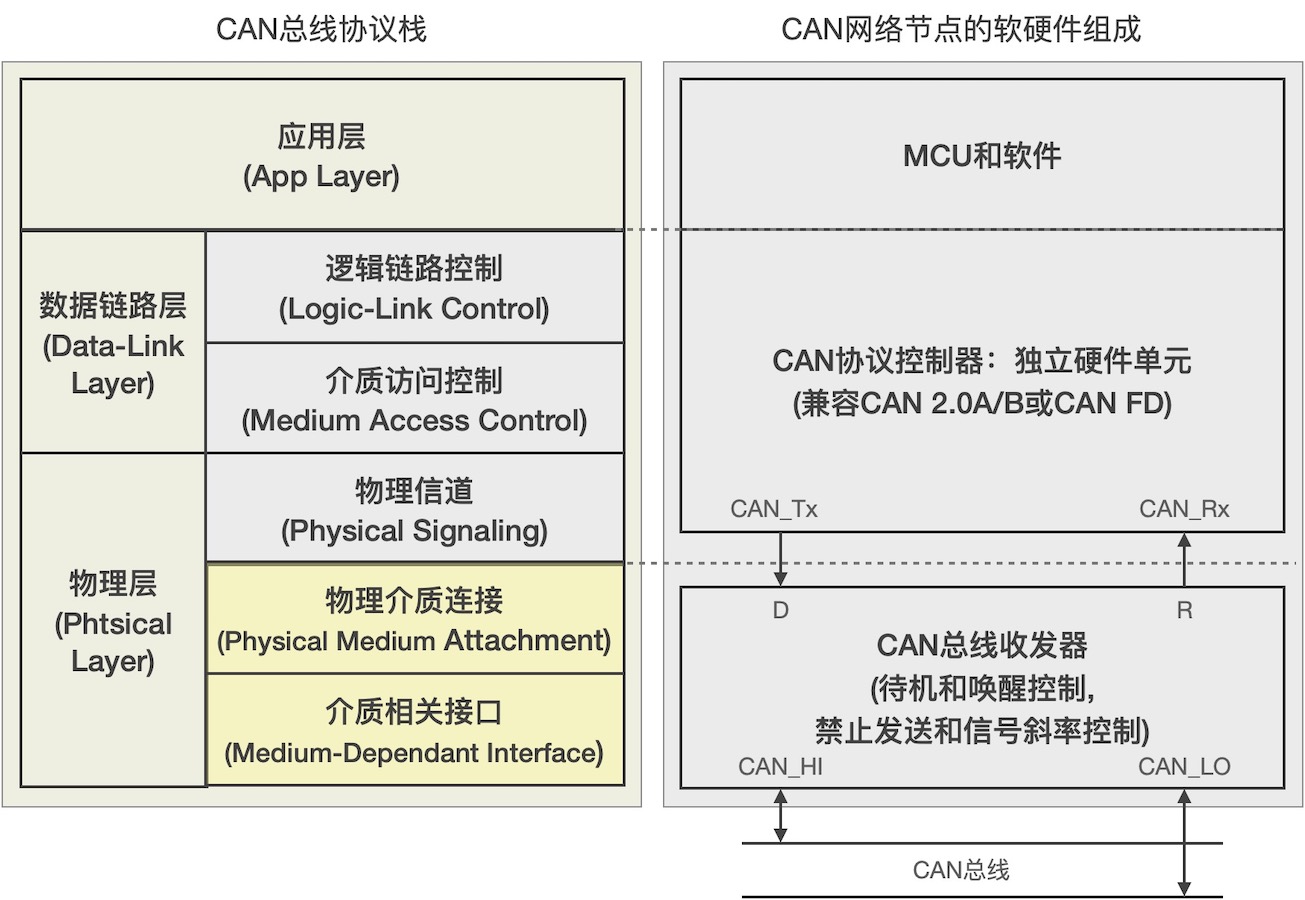 CAN总线协议栈
应用层
(App Layer)
数据链路层
(Data-Link
Layer)
逻辑链路控制
(Logic-Link Control)
介质访问控制
(Medium Access Control)
物理层
(Phtsical
Layer)
物理信道
(Physical Signaling)
物理介质连接
(Physical Medium Attachment)
介质相关接口
(Medium-Dependant Interface)
CAN网络节点的软硬件组成
MCU和软件
CAN协议控制器：独立硬件单元
(兼容CAN 2.0A/B或CAN FD)
CAN_Tx
CAN_Rx
D
R
CAN总线收发器
(待机和唤醒控制，
禁止发送和信号斜率控制)
CAN_HI
CAN_LO
CAN总线